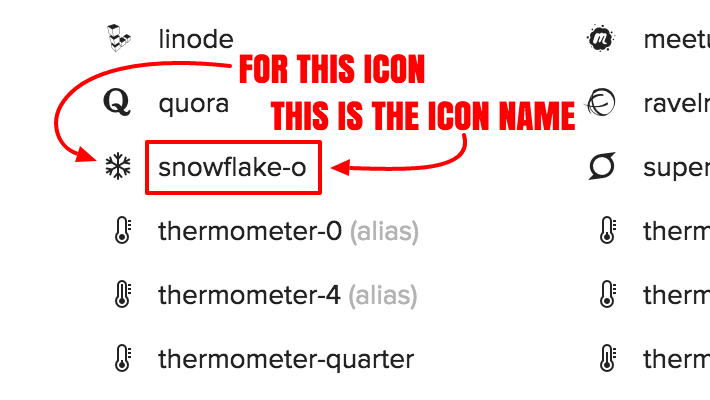 linode
meetu
FOR THIS ICON
quora
ravelr
THIS IS THE ICON NAME
snowflake-o
super
thermometer-0 (alias)
therm
thermometer-4 (alias)
therm
thermometer-quarter
therm